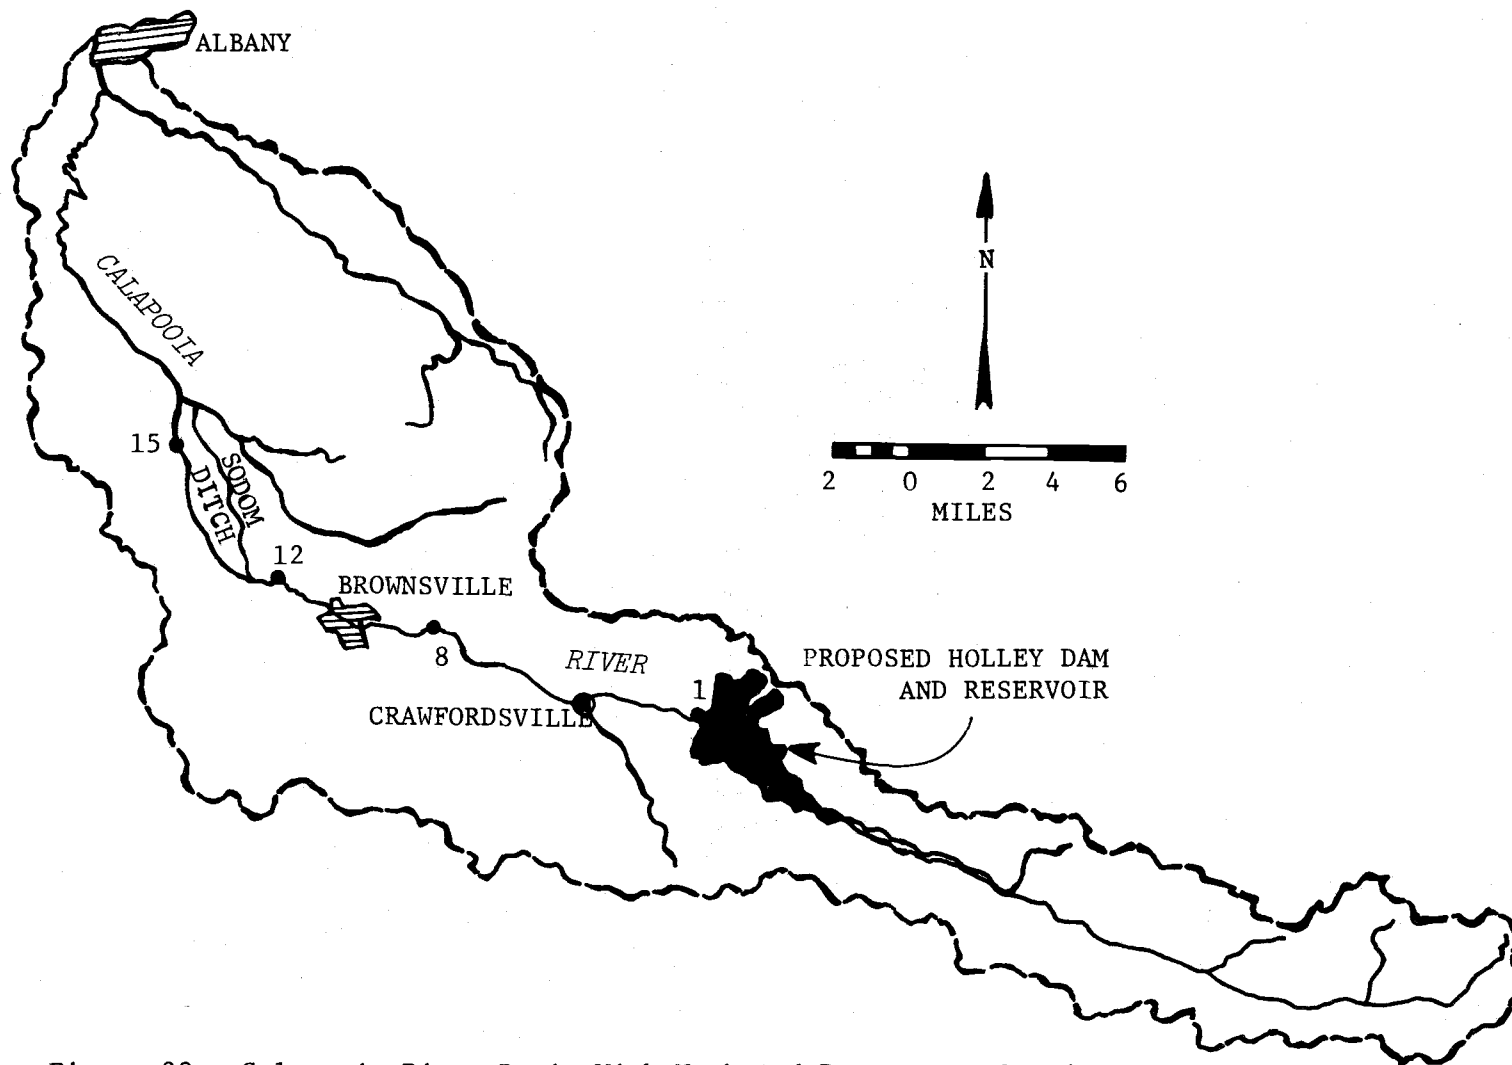 ALBANY
CALAPOOIA
N
2 0 2 4 6
MILES
15
SODOM
DITCH
12
BROWNSVILLE
8
RIVER
1
PROPOSED HOLLEY DAM
AND RESERVOIR
CRAWFORDSVILLE